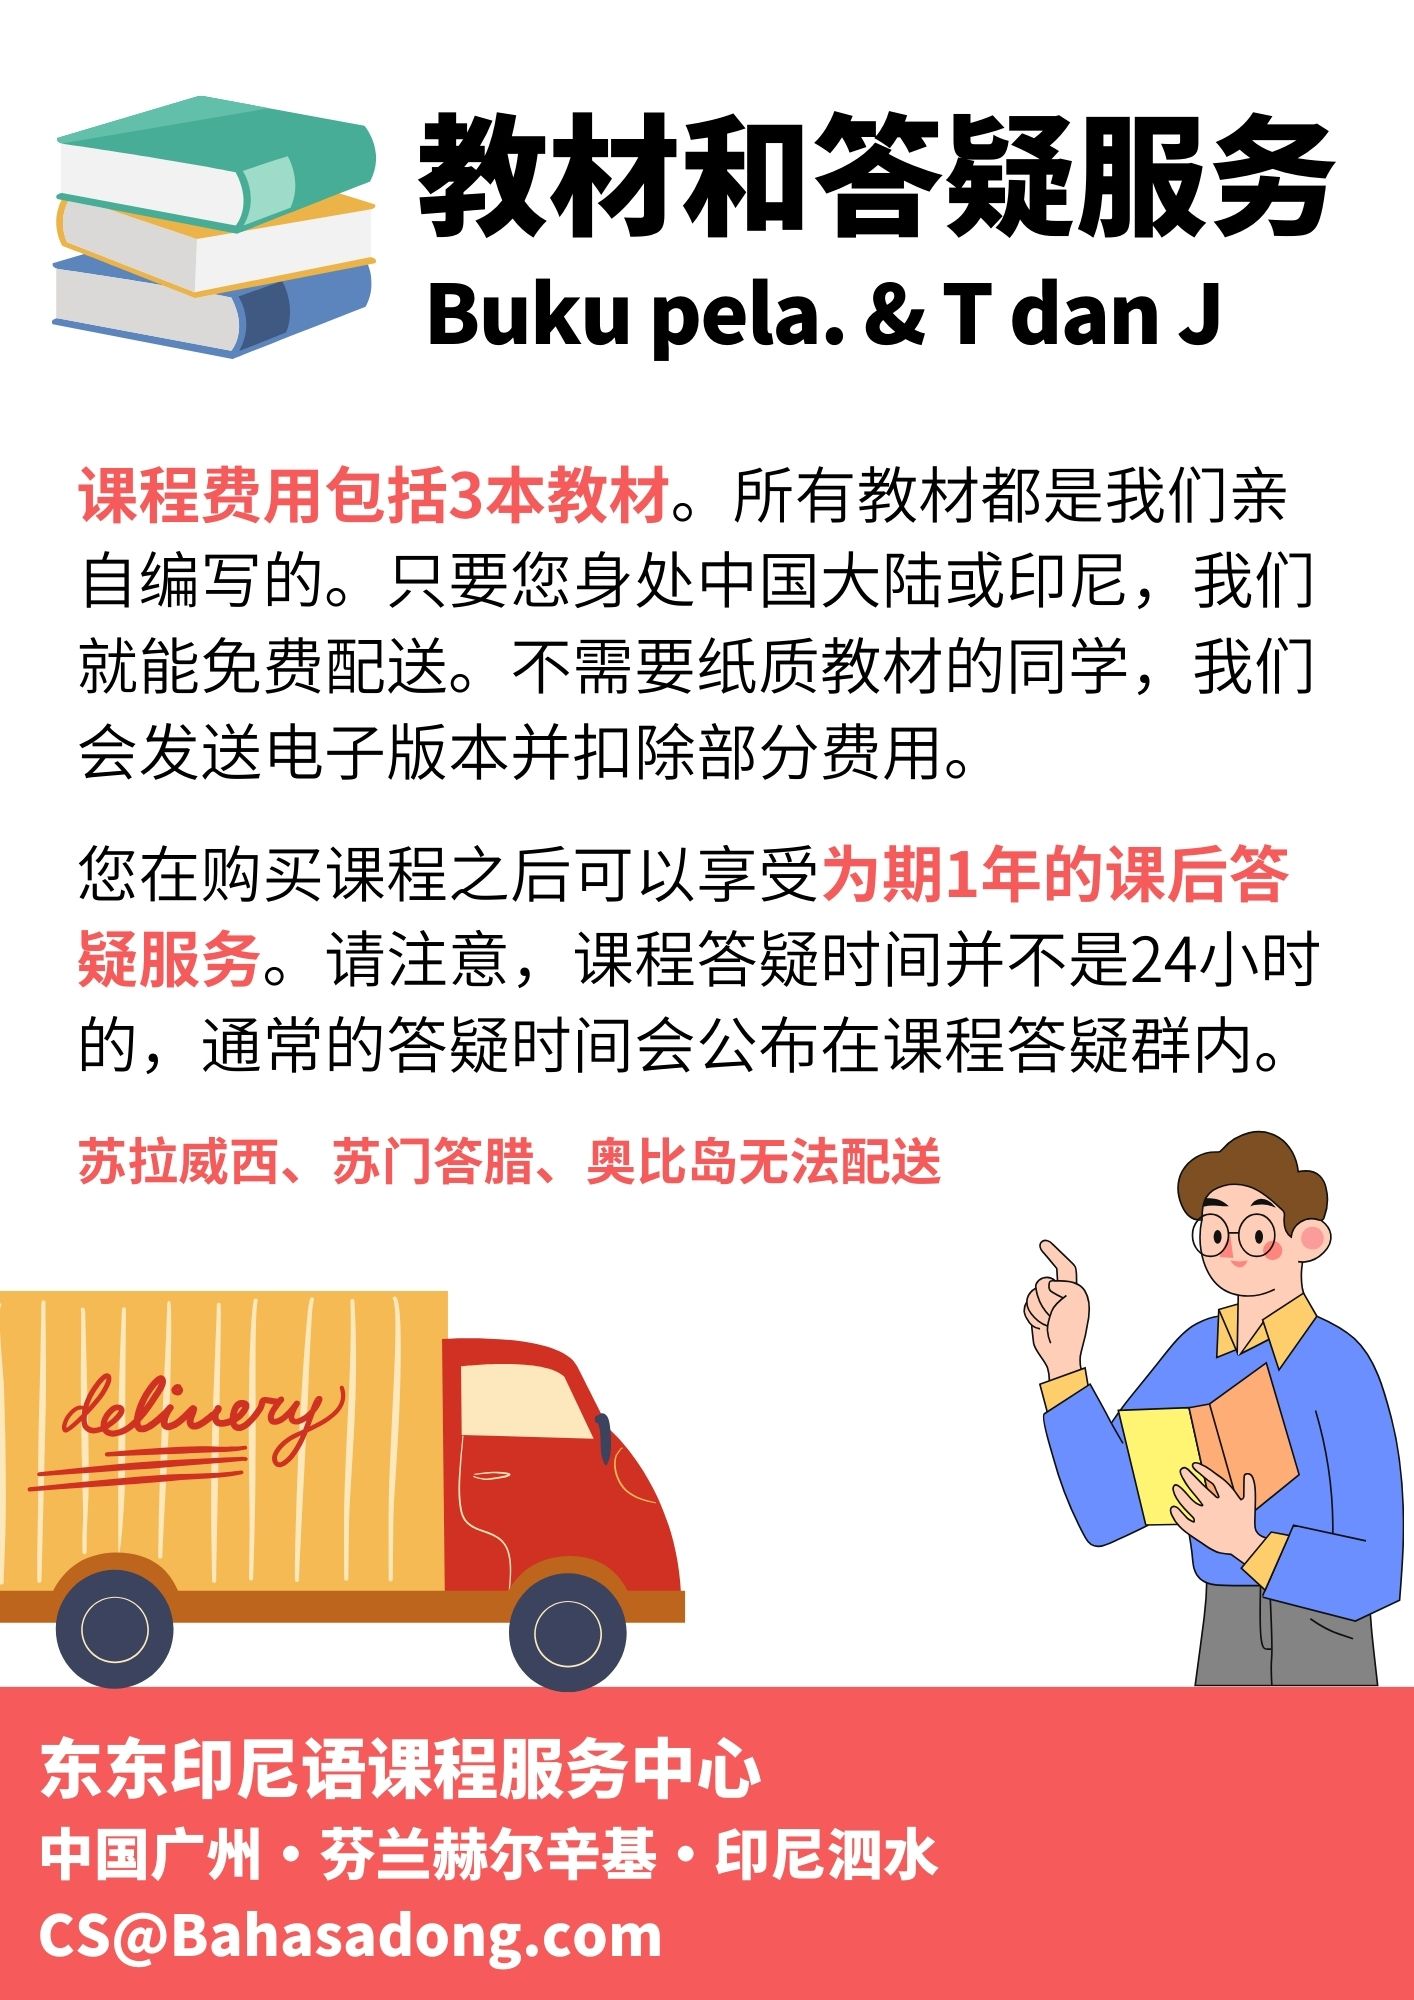 教材和答疑服务
Buku pela. & T dan J
课程费用包括3本教材。所有教材都是我们亲
自编写的。只要您身处中国大陆或印尼，我们
就能免费配送。不需要纸质教材的同学，我们
会发送电子版本并扣除部分费用。
您在购买课程之后可以享受为期1年的课后答
疑服务。请注意，课程答疑时间并不是24小时
的，通常的答疑时间会公布在课程答疑群内。
苏拉威西、苏门答腊、奥比岛无法配送
delivery
东东印尼语课程服务中心
中国广州·芬兰赫尔辛基·印尼泗水
CS@Bahasadong.com